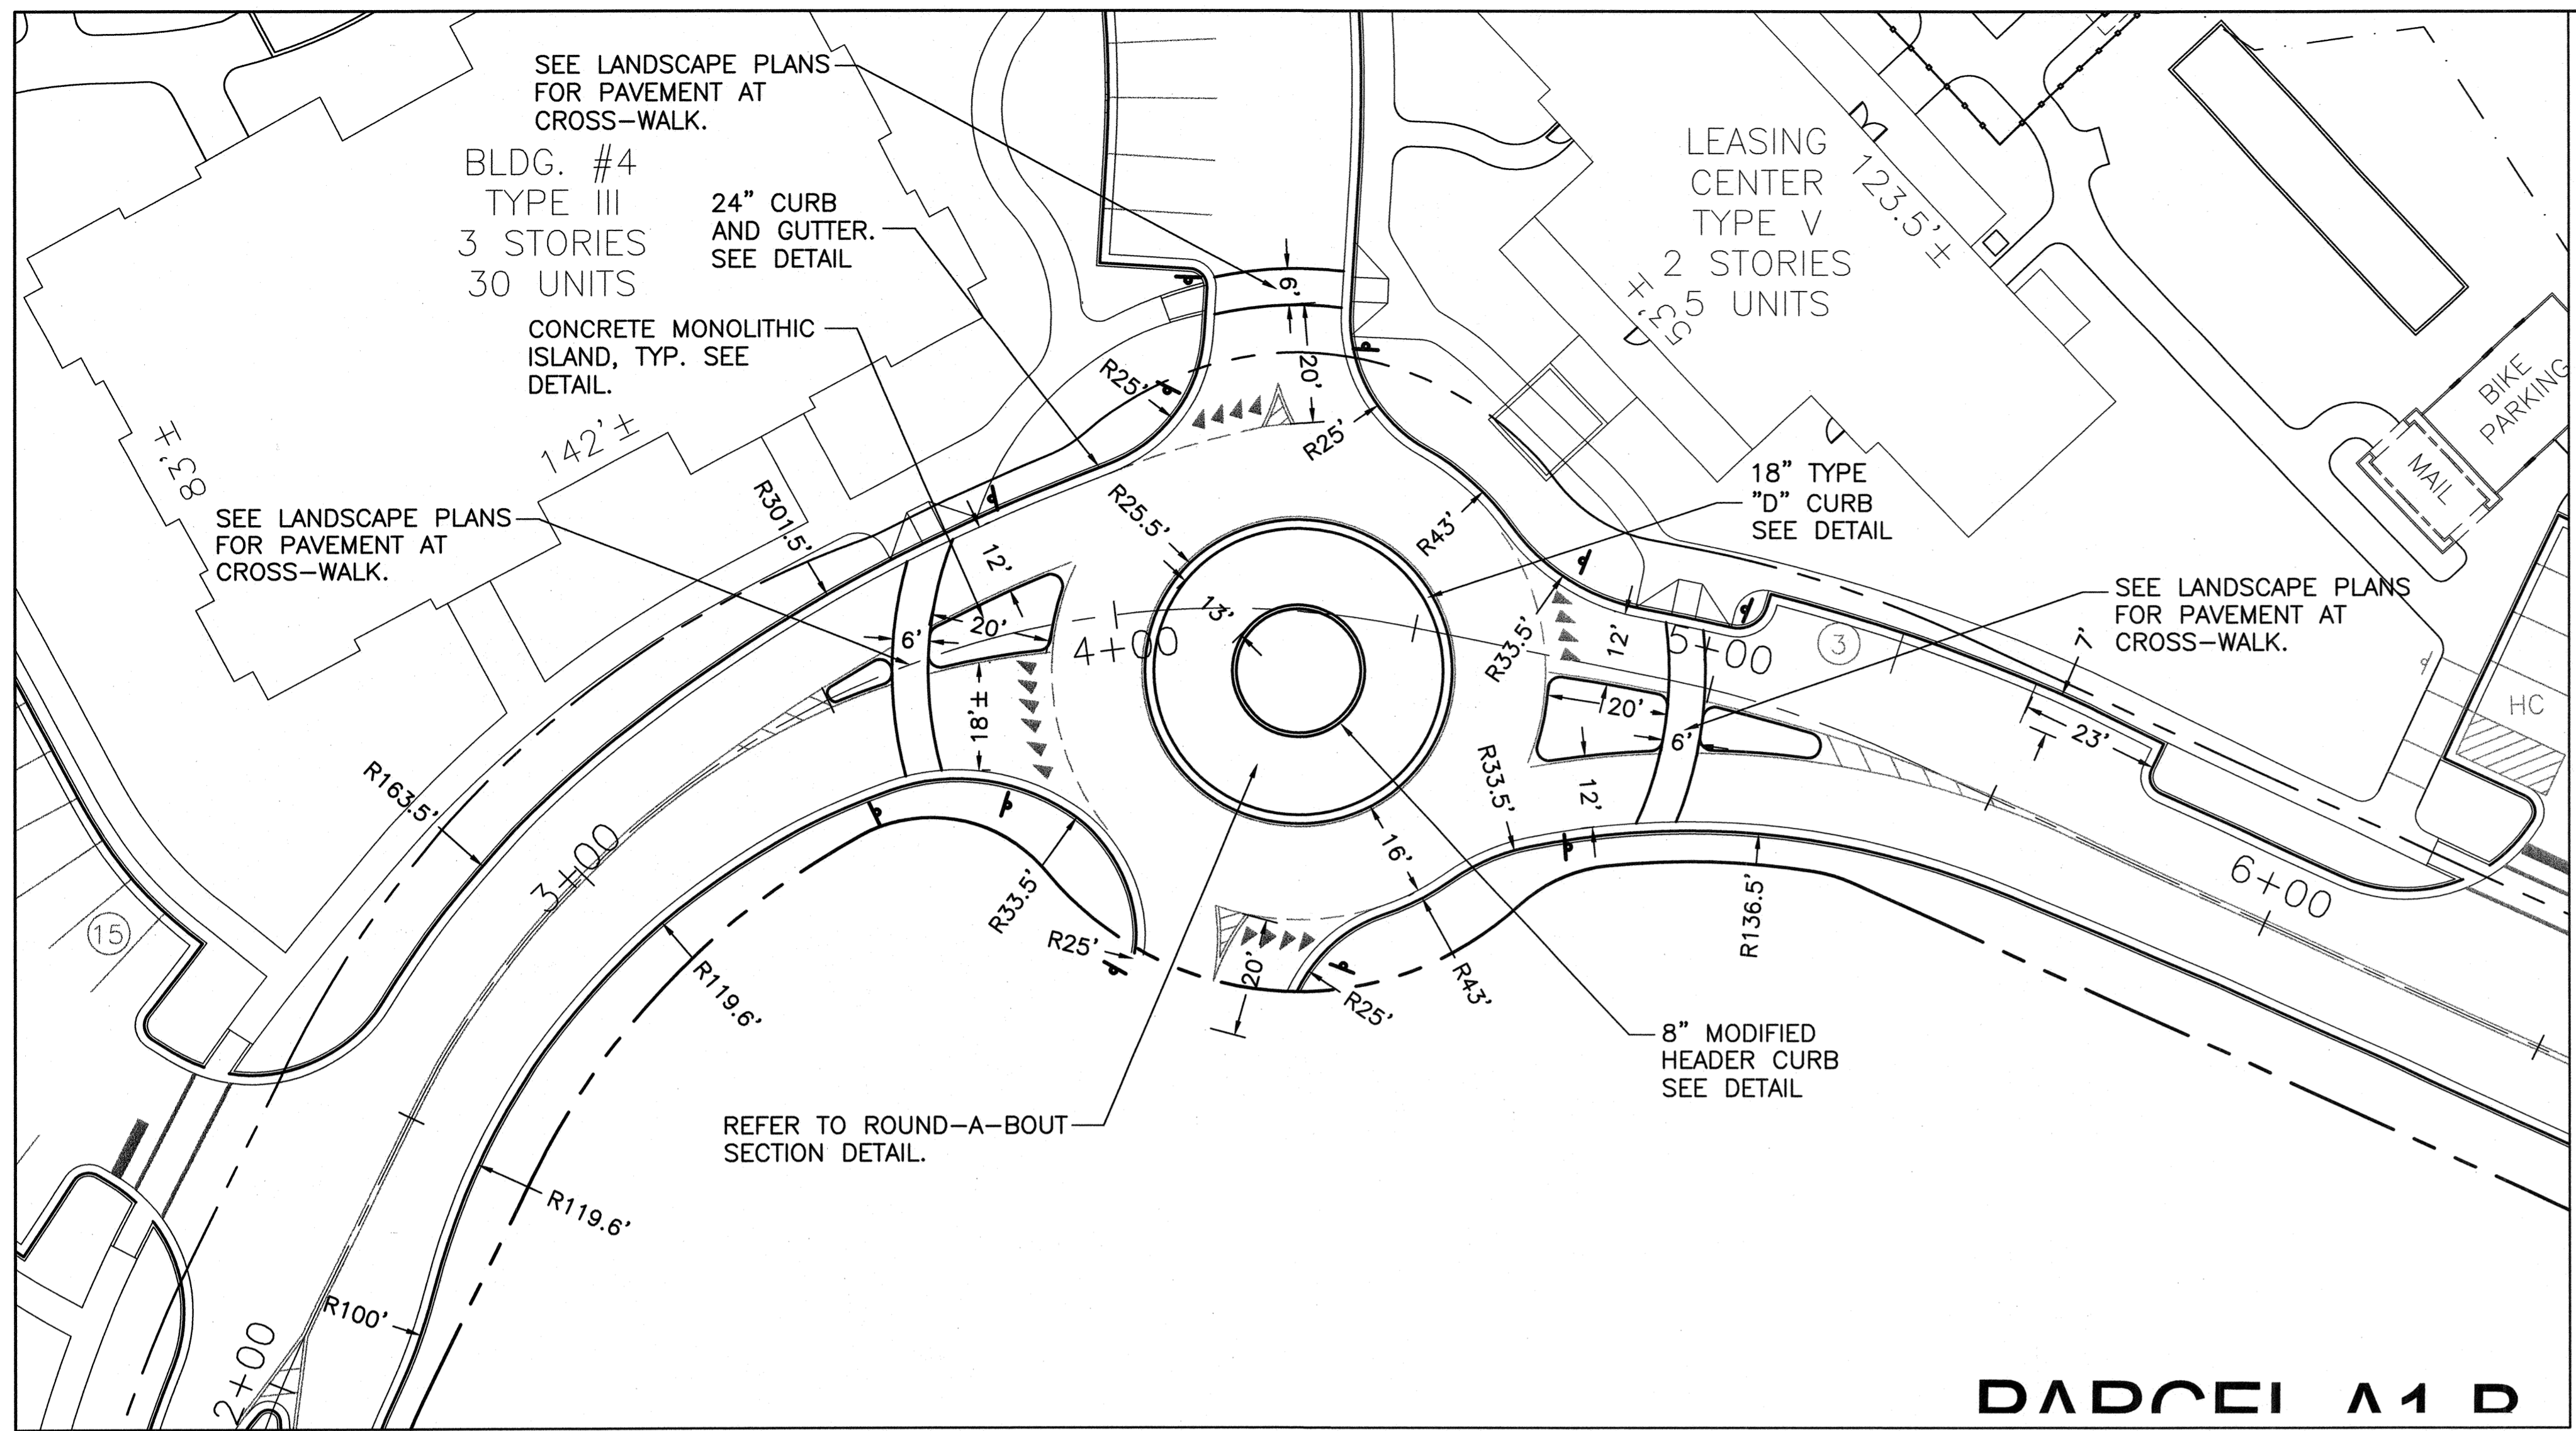 SEE LANDSCAPE PLANS
FOR PAVEMENT AT
CROSS-WALK.
BLDG. #4
TYPE III
3 STORIES
30 UNITS
24" CURB
AND GUTTER.
SEE DETAIL
CONCRETE MONOLITHIC
ISLAND, TYP. SEE
DETAIL.
LEASING
CENTER
TYPE V
2 STORIES
5 UNITS
123.5'±
53'±
83'±
142'±
6'
20'
R25'
R25'
BIKE
PARKING
MAIL
SEE LANDSCAPE PLANS
FOR PAVEMENT AT
CROSS-WALK.
R301.5'
R25.5'
R43'
18" TYPE
"D" CURB
SEE DETAIL
12'
20'
6'
4+00
13'
R33.5'
12'
5+00
3
SEE LANDSCAPE PLANS
FOR PAVEMENT AT
CROSS-WALK.
7'
23'
HC
18'±
20'
6'
R163.5'
3+00
R33.5'
12'
16'
6+00
15
R33.5'
R25'
20'
R25'
R43'
R136.5'
R119.6'
8" MODIFIED
HEADER CURB
SEE DETAIL
REFER TO ROUND-A-BOUT
SECTION DETAIL.
R119.6'
R100'
2+00